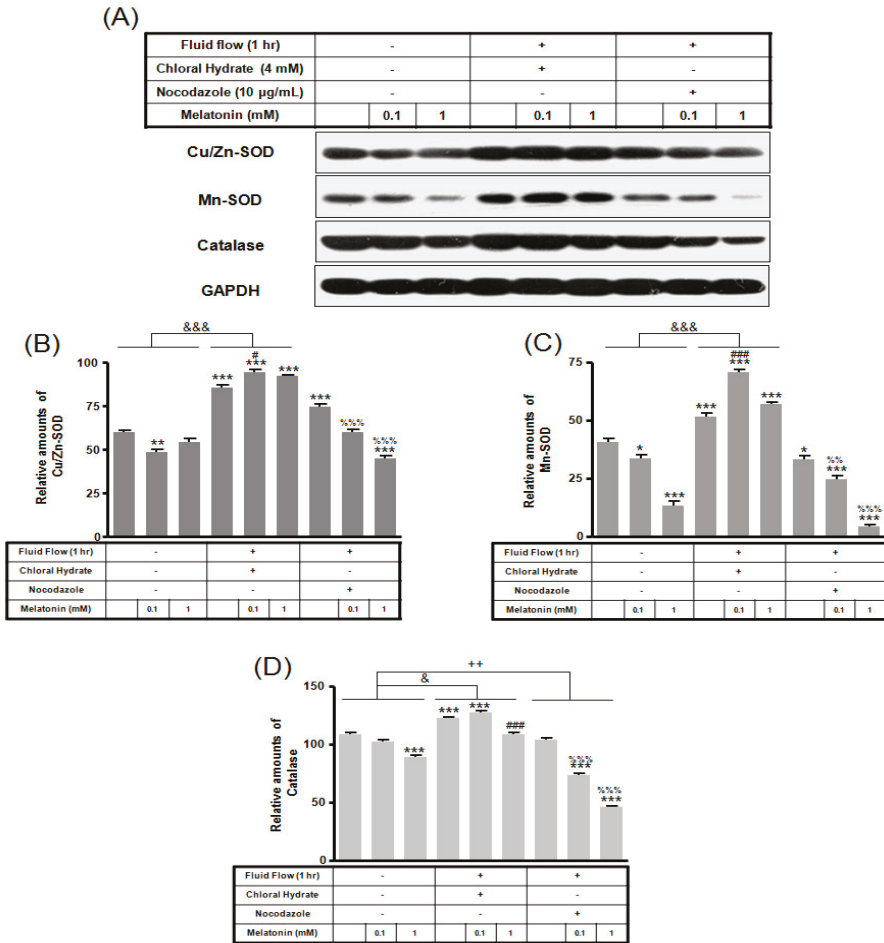 (A)
Fluid flow (1 hr) - + +
Chloral Hydrate (4 mM) - + -
Nocodazole (10 µg/mL) - - +
Melatonin (mM) 0.1 1 0.1 1 0.1 1
Cu/Zn-SOD
Mn-SOD
Catalase
GAPDH
(B)
&&&
Relative amounts of
Cu/Zn-SOD
100
75
50
25
0
** *** # *** *** *** %%% %%% ***
Fluid Flow (1 hr) - + +
Chloral Hydrate - + -
Nocodazole - - +
Melatonin (mM) 0.1 1 0.1 1 0.1 1
(C)
&&&
Relative amounts of
Mn-SOD
75
50
25
0
* *** *** ### *** *** * %% *** %%% ***
Fluid Flow (1 hr) - + +
Chloral Hydrate - + -
Nocodazole - - +
Melatonin (mM) 0.1 1 0.1 1 0.1 1
(D)
++
&
Relative amounts of
Catalase
150
100
50
0
*** *** *** ### %%% *** %%% ***
Fluid Flow (1 hr) - + +
Chloral Hydrate - + -
Nocodazole - - +
Melatonin (mM) 0.1 1 0.1 1 0.1 1